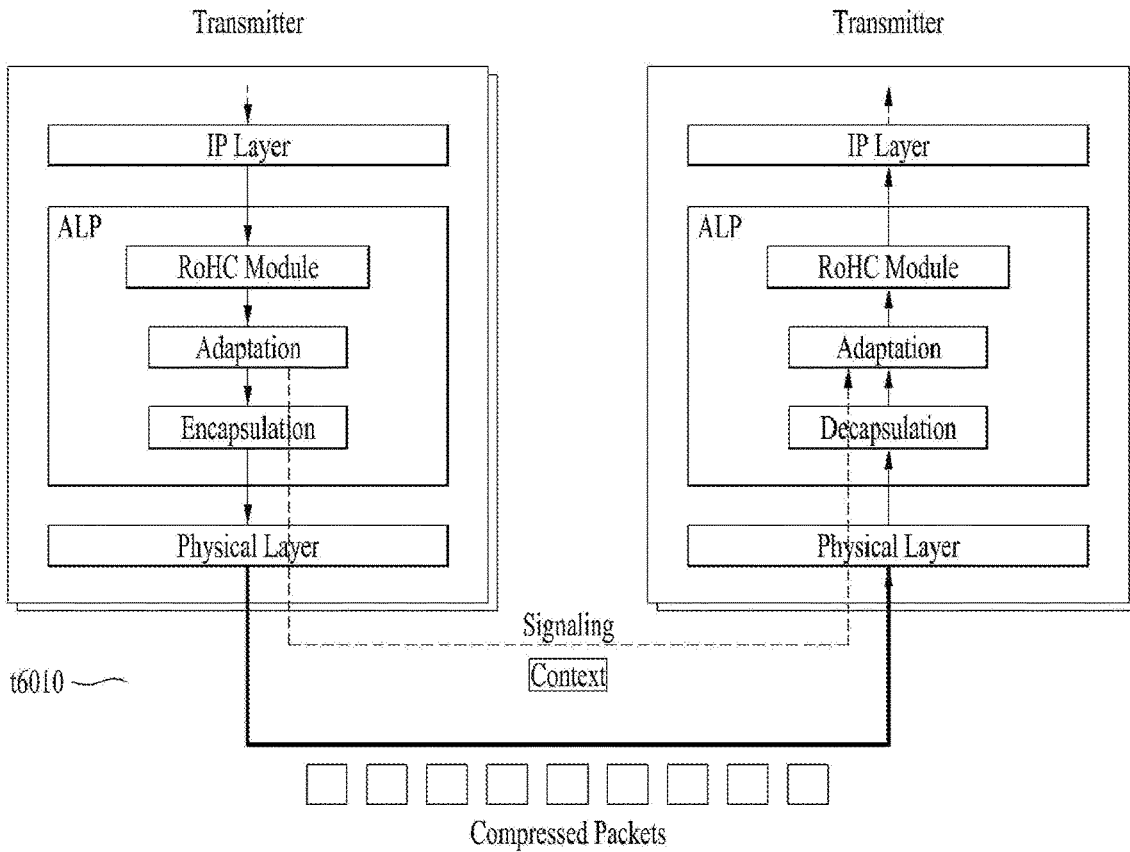 Transmitter
Transmitter
IP Layer
IP Layer
ALP
ALP
RoHC Module
RoHC Module
Adaptation
Adaptation
Encapsulation
Decapsulation
Physical Layer
Physical Layer
Signaling
Context
t6010
Compressed Packets